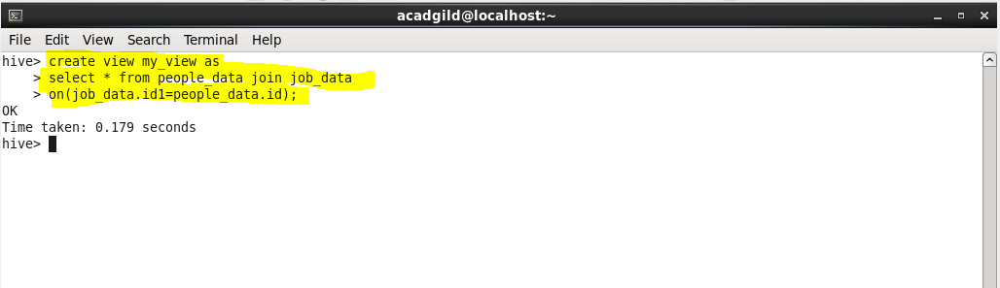 acadgild@localhost:~
File Edit View Search Terminal Help
hive> create view my_view as
    > select * from people_data join job_data
    > on(job_data.id1=people_data.id);
OK
Time taken: 0.179 seconds
hive>